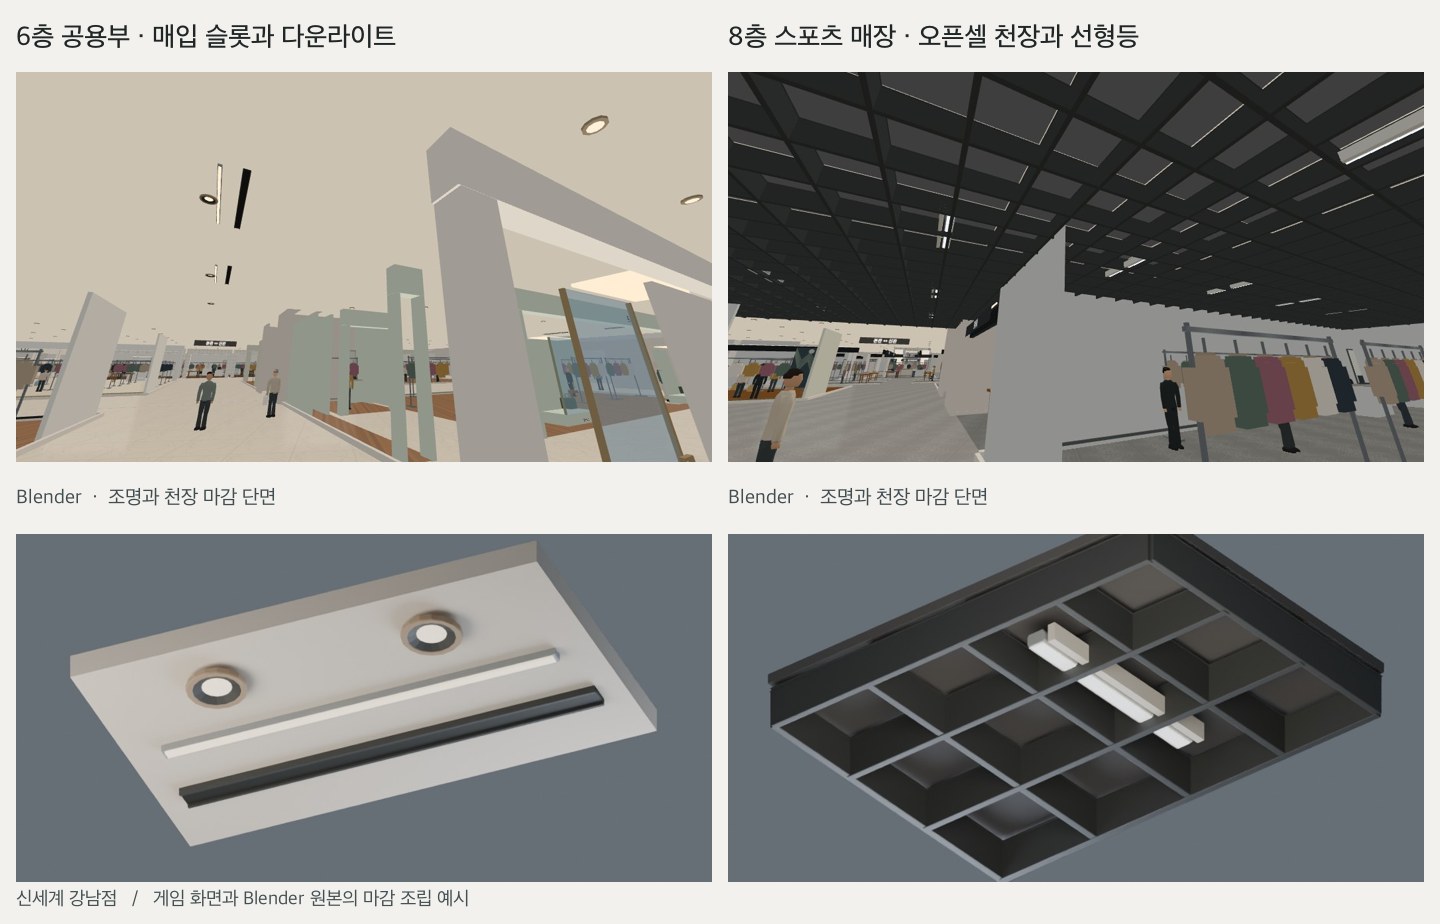 6층 공용부 · 매입 슬롯과 다운라이트
8층 스포츠 매장 · 오픈셀 천장과 선형등
Blender · 조명과 천장 마감 단면
Blender · 조명과 천장 마감 단면
신세계 강남점 / 게임 화면과 Blender 원본의 마감 조립 예시